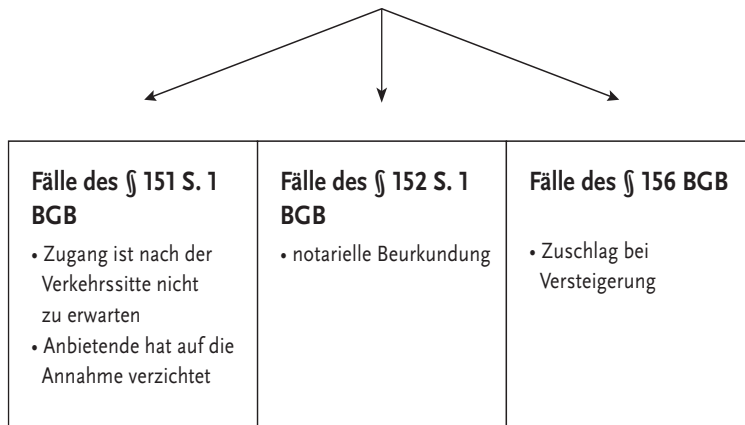 Fälle des § 151 S. 1
BGB
• Zugang ist nach der
Verkehrssitte nicht
zu erwarten
• Anbietende hat auf die
Annahme verzichtet
Fälle des § 152 S. 1
BGB
• notarielle Beurkundung
Fälle des § 156 BGB
• Zuschlag bei
Versteigerung